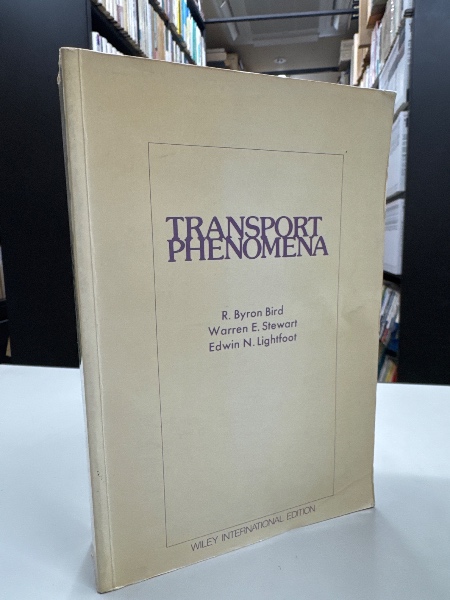 TRANSPORT
PHENOMENA
R. Byron Bird
Warren E. Stewart
Edwin N. Lightfoot
WILEY INTERNATIONAL EDITION